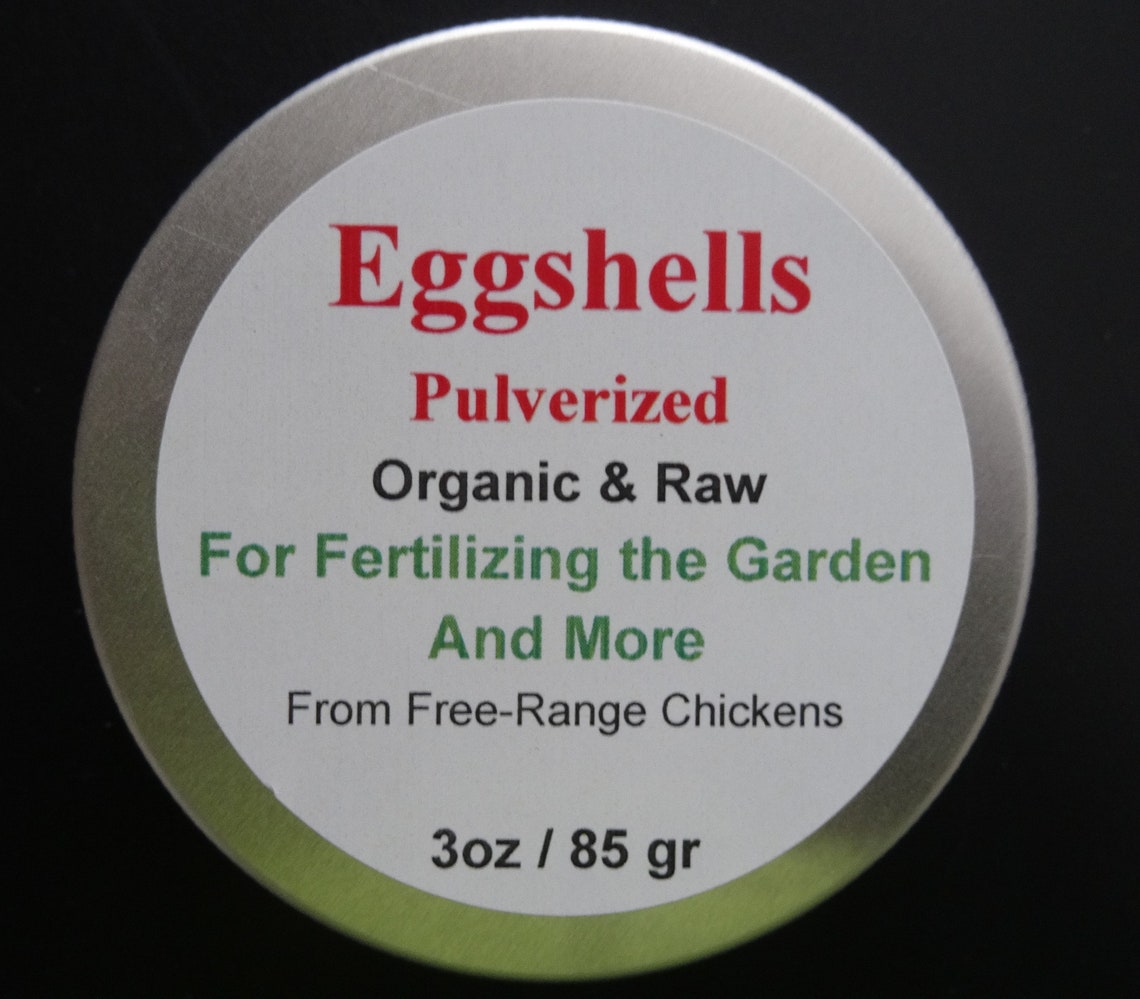 Eggshells
Pulverized
Organic & Raw
For Fertilizing the Garden
And More
From Free-Range Chickens
3oz / 85 gr